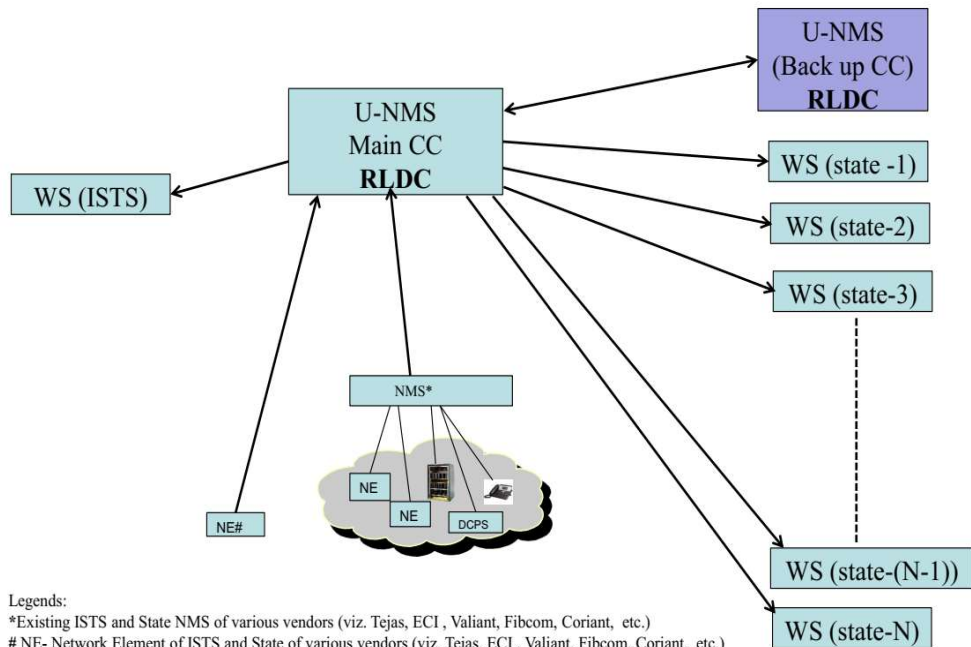 U-NMS
(Back up CC)
RLDC
U-NMS
Main CC
RLDC
WS (state -1)
WS (ISTS)
WS (state-2)
WS (state-3)
NMS*
NE
NE
NE#
DCPS
WS (state-(N-1))
Legends:
*Existing ISTS and State NMS of various vendors (viz. Tejas, ECI , Valiant, Fibcom, Coriant, etc.)
WS (state-N)
# NE- Network Element of ISTS and State of various vendors (viz. Tejas, ECI , Valiant, Fibcom, Coriant, etc.)